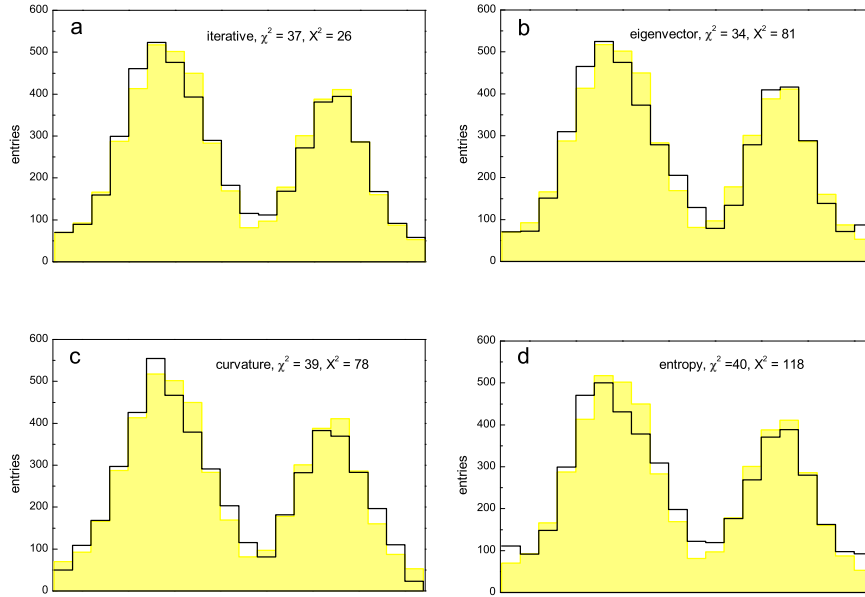 a
iterative, χ² = 37, X² = 26
600
500
400
300
200
100
0
entries
b
eigenvector, χ² = 34, X² = 81
600
500
400
300
200
100
0
c
curvature, χ² = 39, X² = 78
600
500
400
300
200
100
0
entries
d
entropy, χ² =40, X² = 118
600
500
400
300
200
100
0
entries